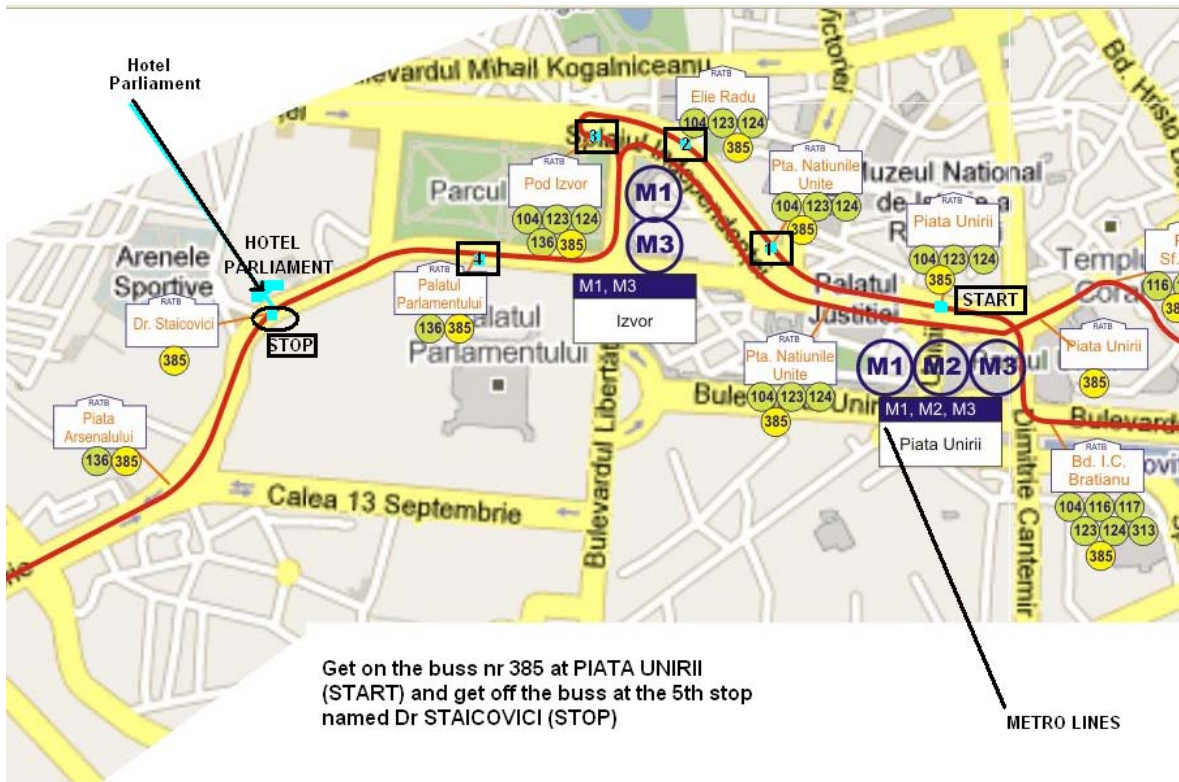 Bulevardul Mihail Kogalniceanu
Victoriei
Bd. Hristo
Hotel
Parliament
RATB
Elie Radu
104 123 124
385
3
2
Splaiul Independentei
RATB
Pod Izvor
104 123 124
136 385
Parcul
M1
M3
M1, M3
Izvor
RATB
Pta. Natiunile
Unite
104 123 124
385
1
Muzeul National
de Istorie a
RATB
Piata Unirii
104 123 124
385
START
116
Arenele
Sportive
HOTEL
PARLIAMENT
RATB
Dr. Staicovici
385
STOP
4
RATB
Palatul
Parlamentului
136 385
Palatul
Parlamentului
Palatul
Justitiei
RATB
Pta. Natiunile
Unite
104 123 124
385
M1 M2 M3
M1, M2, M3
Piata Unirii
RATB
Piata Unirii
385
RATB
Piata
Arsenalului
136 385
Calea 13 Septembrie
Bulevardul Libertatii
Bulevardul
Dimitrie Cantemir
RATB
Bd. I.C.
Bratianu
104 116 117
123 124 313
385
Get on the buss nr 385 at PIATA UNIRII
(START) and get off the buss at the 5th stop
named Dr STAICOVICI (STOP)
METRO LINES